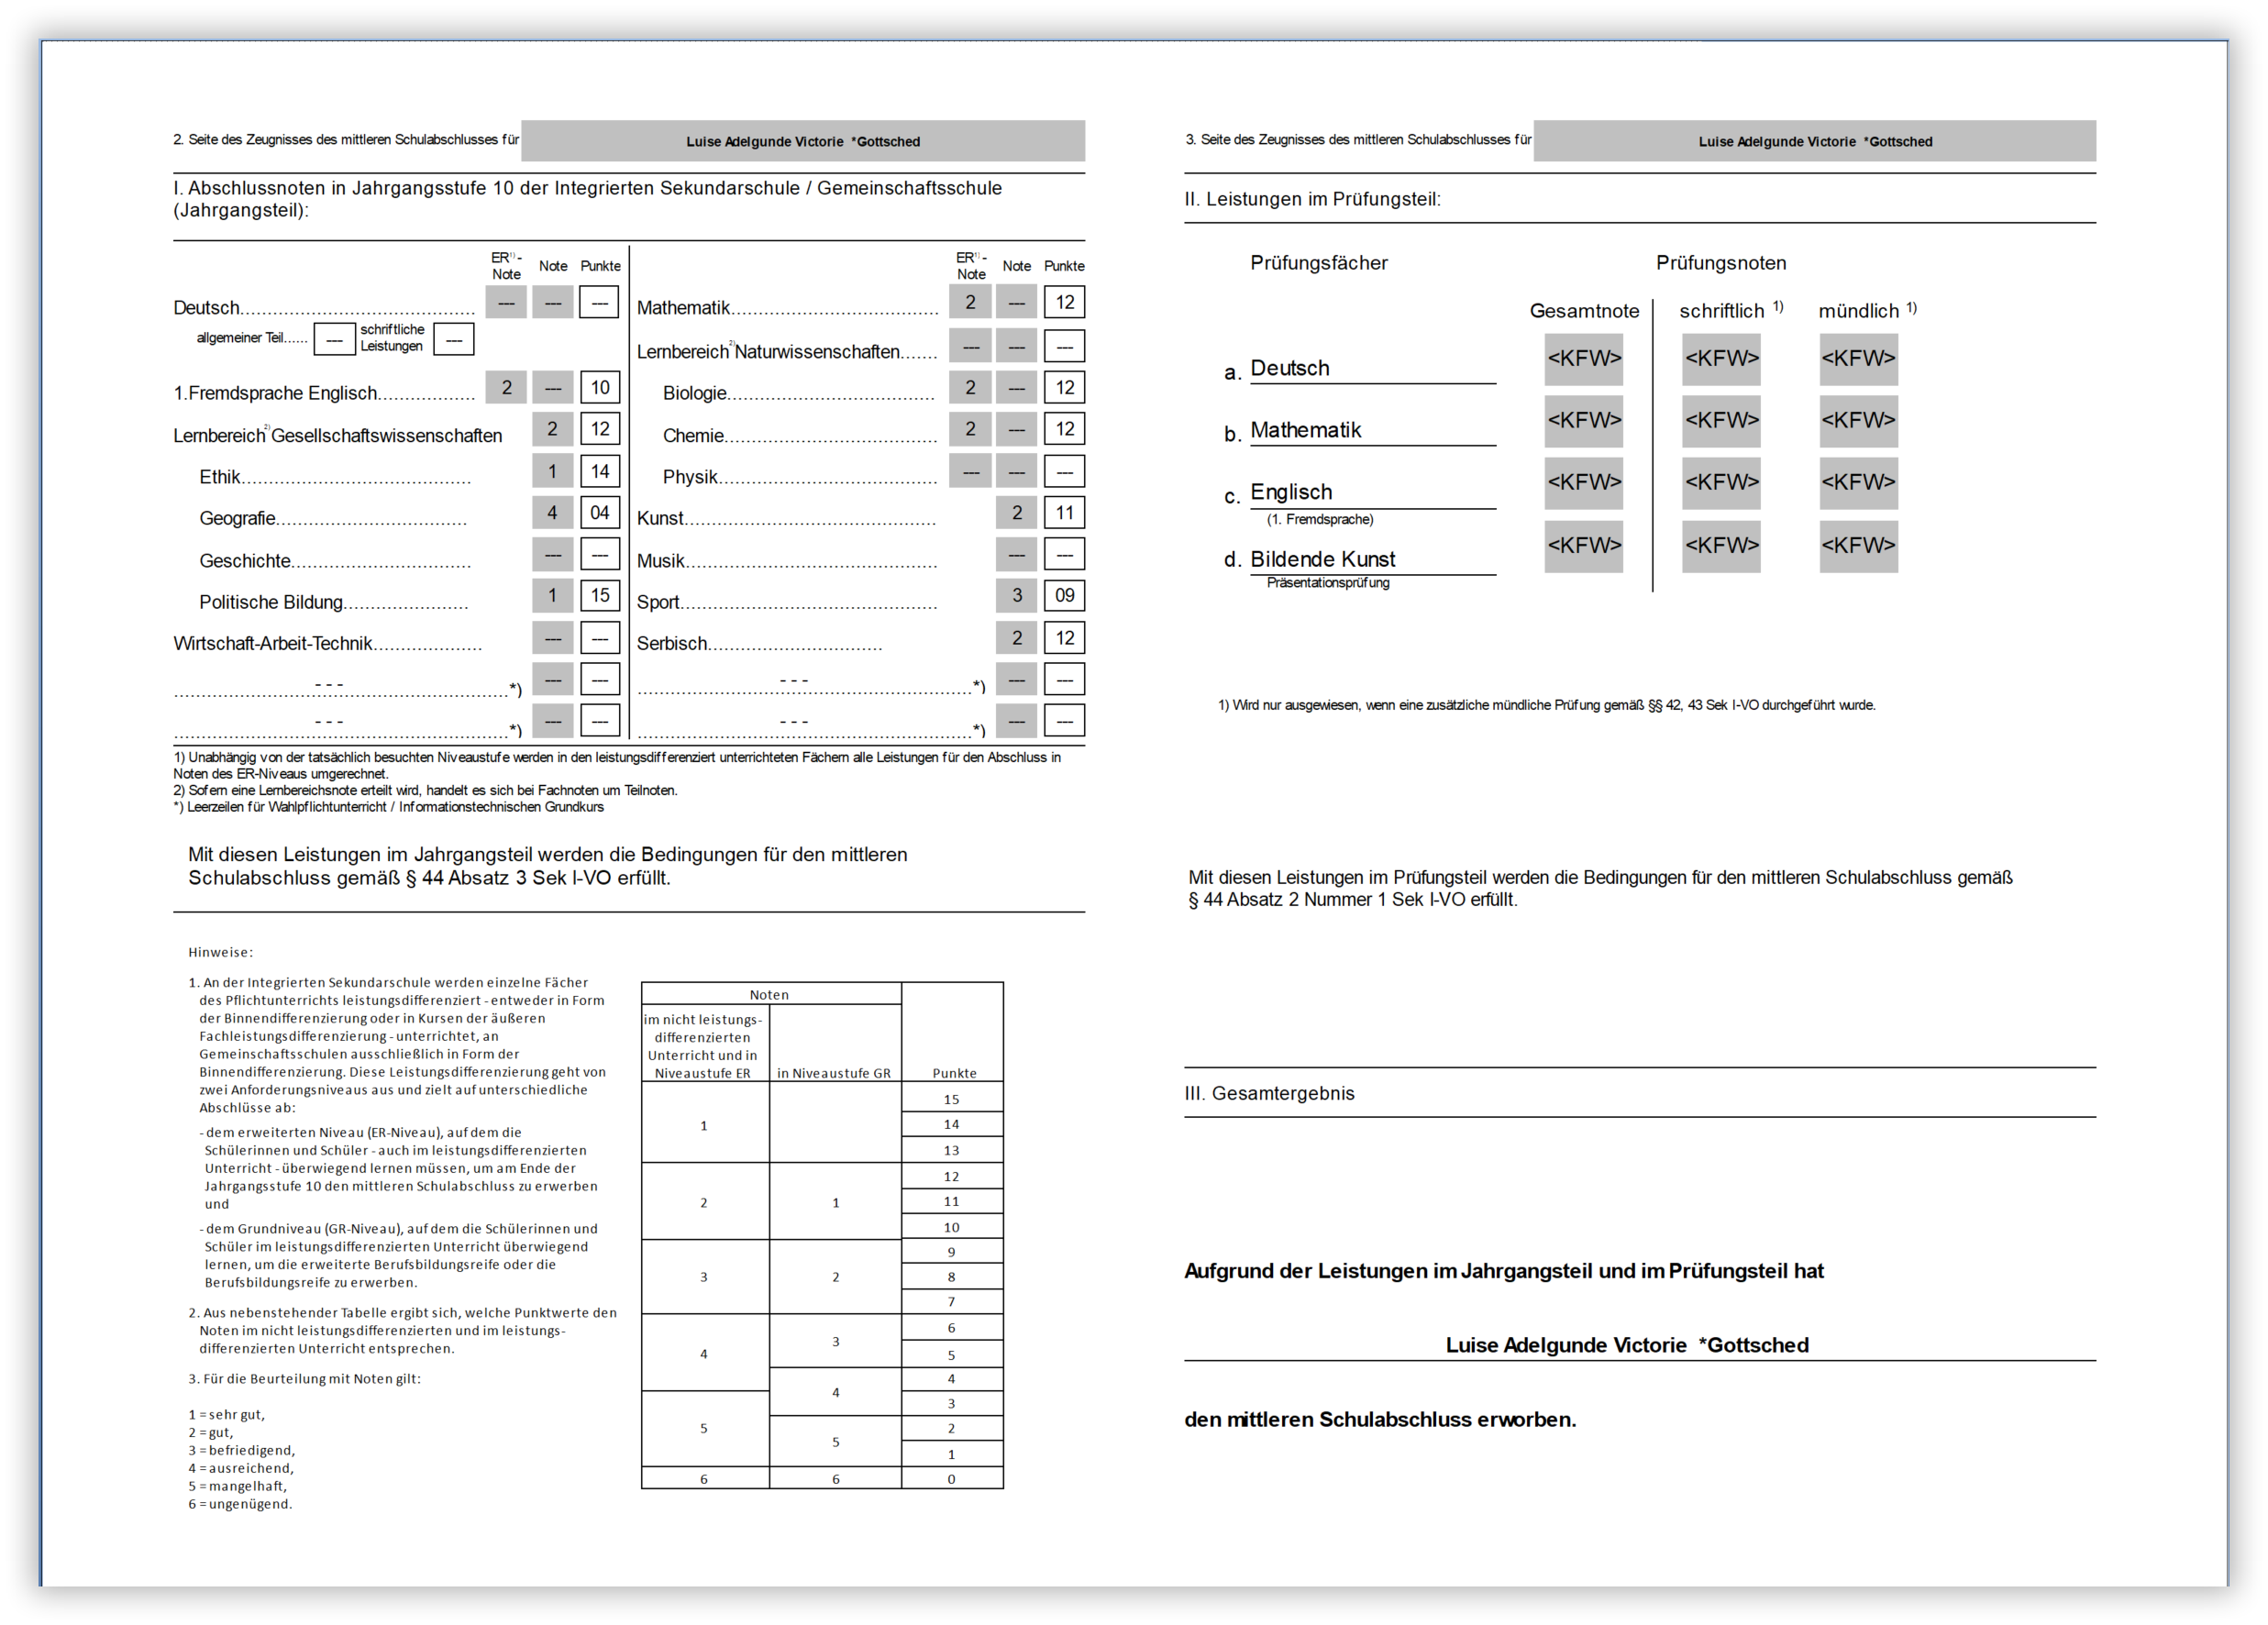 2. Seite des Zeugnisses des mittleren Schulabschlusses für Luise Adelgunde Victorie *Gottsched
I. Abschlussnoten in Jahrgangsstufe 10 der Integrierten Sekundarschule / Gemeinschaftsschule
(Jahrgangsteil):
ER1) - Note Note Punkte
Deutsch............ --- --- ---
allgemeiner Teil...... --- schriftliche Leistungen ---
1.Fremdsprache Englisch.................. 2 --- 10
Lernbereich2) Gesellschaftswissenschaften 2 12
Ethik............ 1 14
Geografie............ 4 04
Geschichte............ --- ---
Politische Bildung............ 1 15
Wirtschaft-Arbeit-Technik............ --- ---
- - - ............*) --- ---
- - - ............*) --- ---
ER1) - Note Note Punkte
Mathematik............ 2 --- 12
Lernbereich2) Naturwissenschaften....... --- --- ---
Biologie............ 2 --- 12
Chemie............ 2 --- 12
Physik............ --- --- ---
Kunst............ 2 11
Musik............ --- ---
Sport............ 3 09
Serbisch............ 2 12
- - - ............*) --- ---
- - - ............*) --- ---
1) Unabhängig von der tatsächlich besuchten Niveaustufe werden in den leistungsdifferenziert unterrichteten Fächern alle Leistungen für den Abschluss in
Noten des ER-Niveaus umgerechnet.
2) Sofern eine Lernbereichsnote erteilt wird, handelt es sich bei Fachnoten um Teilnoten.
*) Leerzeilen für Wahlpflichtunterricht / Informationstechnischen Grundkurs
Mit diesen Leistungen im Jahrgangsteil werden die Bedingungen für den mittleren
Schulabschluss gemäß § 44 Absatz 3 Sek I-VO erfüllt.
Hinweise:
1. An der Integrierten Sekundarschule werden einzelne Fächer
des Pflichtunterrichts leistungsdifferenziert - entweder in Form
der Binnendifferenzierung oder in Kursen der äußeren
Fachleistungsdifferenzierung - unterrichtet, an
Gemeinschaftsschulen ausschließlich in Form der
Binnendifferenzierung. Diese Leistungsdifferenzierung geht von
zwei Anforderungsniveaus aus und zielt auf unterschiedliche
Abschlüsse ab:
- dem erweiterten Niveau (ER-Niveau), auf dem die
Schülerinnen und Schüler - auch im leistungsdifferenzierten
Unterricht - überwiegend lernen müssen, um am Ende der
Jahrgangsstufe 10 den mittleren Schulabschluss zu erwerben
und
- dem Grundniveau (GR-Niveau), auf dem die Schülerinnen und
Schüler im leistungsdifferenzierten Unterricht überwiegend
lernen, um die erweiterte Berufsbildungsreife oder die
Berufsbildungsreife zu erwerben.
2. Aus nebenstehender Tabelle ergibt sich, welche Punktwerte den
Noten im nicht leistungsdifferenzierten und im leistungs-
differenzierten Unterricht entsprechen.
3. Für die Beurteilung mit Noten gilt:
1 = sehr gut,
2 = gut,
3 = befriedigend,
4 = ausreichend,
5 = mangelhaft,
6 = ungenügend.
Noten
im nicht leistungs-
differenzierten
Unterricht und in
Niveaustufe ER in Niveaustufe GR Punkte
15
1 14
13
12
2 1 11
10
9
3 2 8
7
3 6
4 5
4 4
3
5 5 2
1
6 6 0
3. Seite des Zeugnisses des mittleren Schulabschlusses für Luise Adelgunde Victorie *Gottsched
II. Leistungen im Prüfungsteil:
Prüfungsfächer Prüfungsnoten
Gesamtnote schriftlich 1) mündlich 1)
a. Deutsch <KFW> <KFW> <KFW>
b. Mathematik <KFW> <KFW> <KFW>
c. Englisch <KFW> <KFW> <KFW>
(1. Fremdsprache)
d. Bildende Kunst <KFW> <KFW> <KFW>
Präsentationsprüfung
1) Wird nur ausgewiesen, wenn eine zusätzliche mündliche Prüfung gemäß §§ 42, 43 Sek I-VO durchgeführt wurde.
Mit diesen Leistungen im Prüfungsteil werden die Bedingungen für den mittleren Schulabschluss gemäß
§ 44 Absatz 2 Nummer 1 Sek I-VO erfüllt.
III. Gesamtergebnis
Aufgrund der Leistungen im Jahrgangsteil und im Prüfungsteil hat
Luise Adelgunde Victorie *Gottsched
den mittleren Schulabschluss erworben.